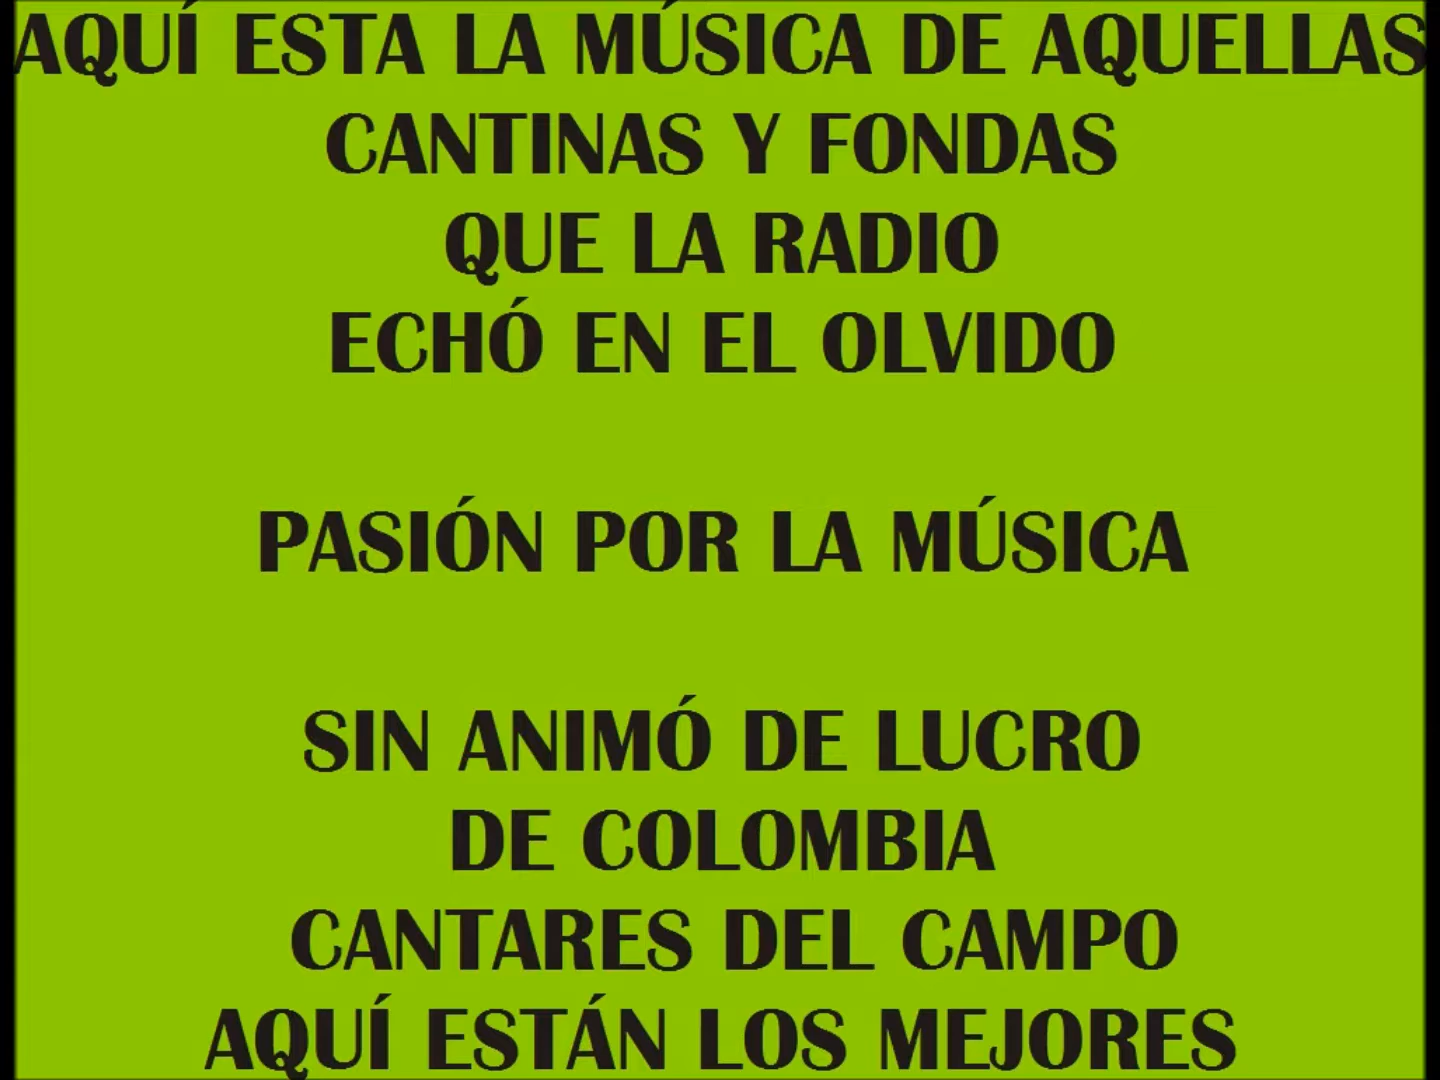 AQUÍ ESTA LA MÚSICA DE AQUELLAS
CANTINAS Y FONDAS
QUE LA RADIO
ECHÓ EN EL OLVIDO
PASIÓN POR LA MÚSICA
SIN ANIMÓ DE LUCRO
DE COLOMBIA
CANTARES DEL CAMPO
AQUÍ ESTÁN LOS MEJORES